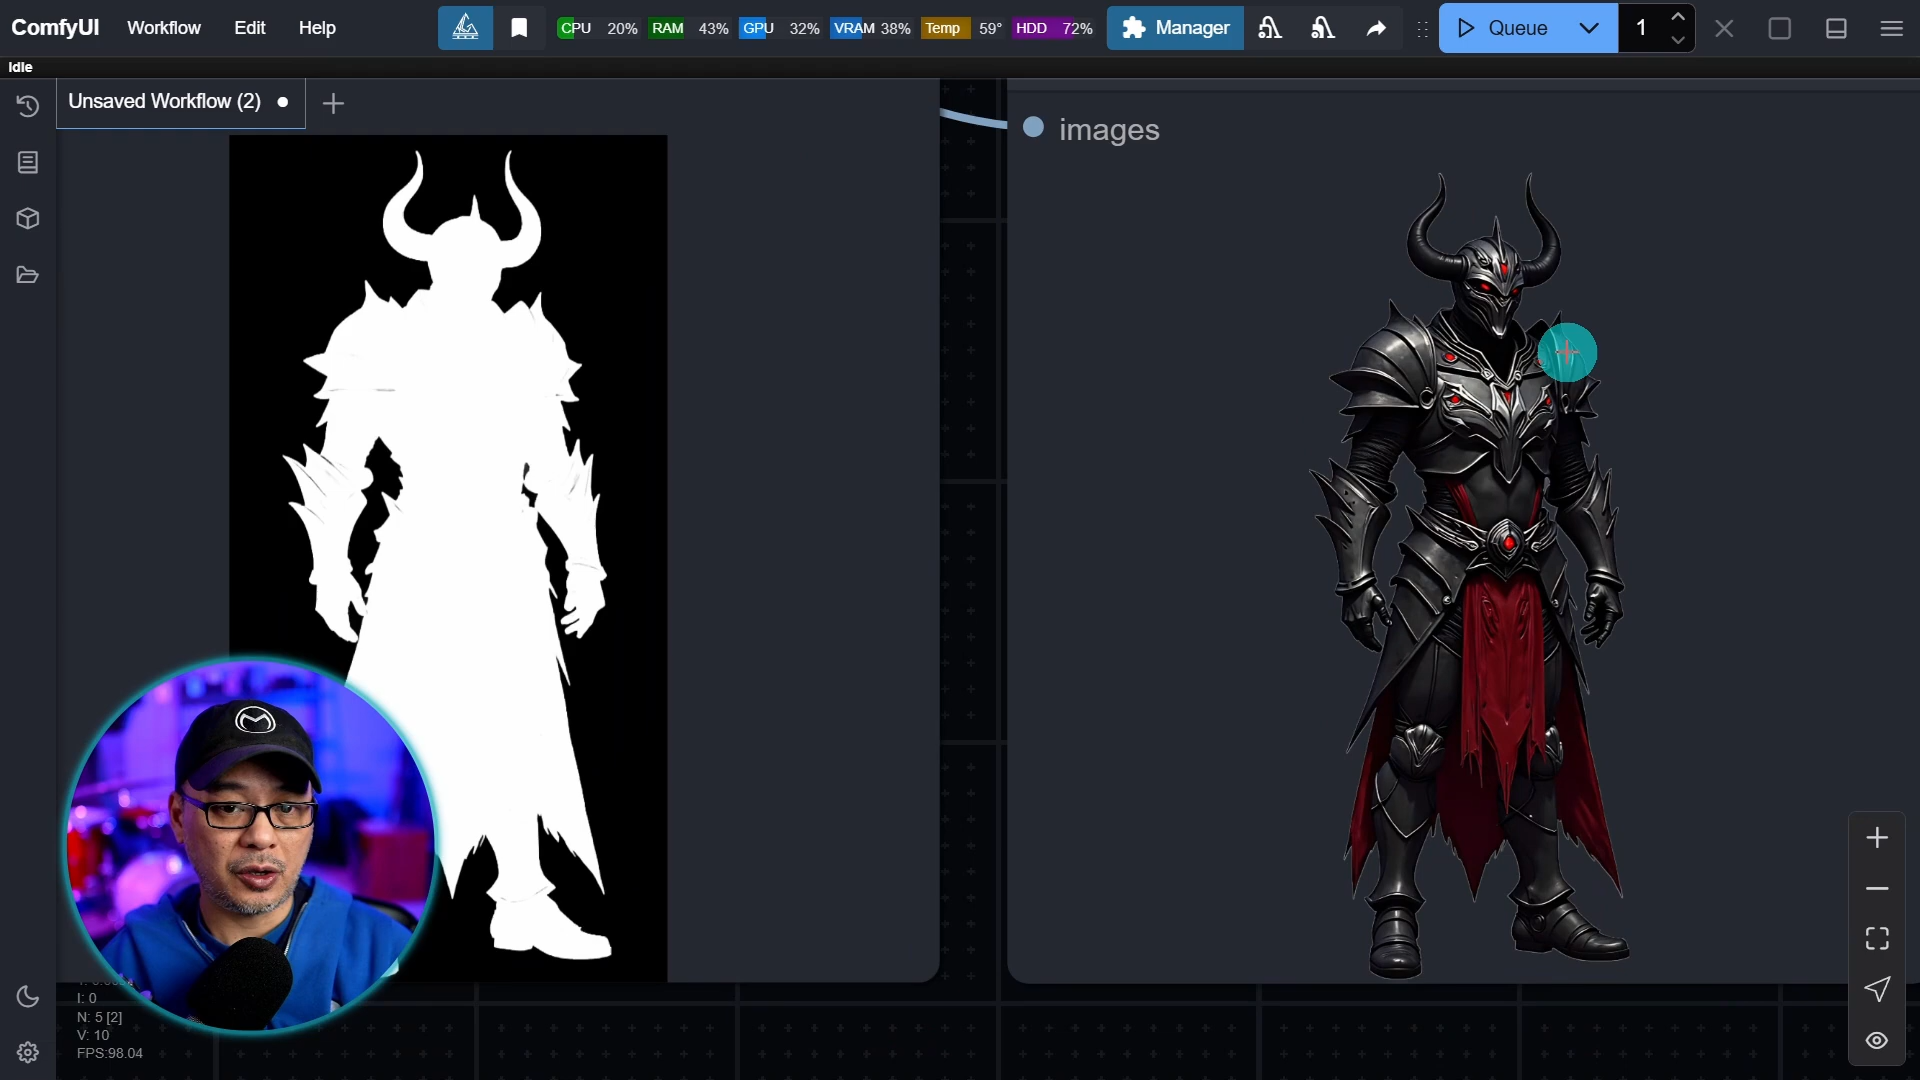 ComfyUI Workflow Edit Help CPU 20% RAM 43% GPU 32% VRAM 38% Temp 59° HDD 72% Manager Queue 1
Idle
Unsaved Workflow (2)
images
I: 0
N: 5 [2]
V: 10
FPS:98.04